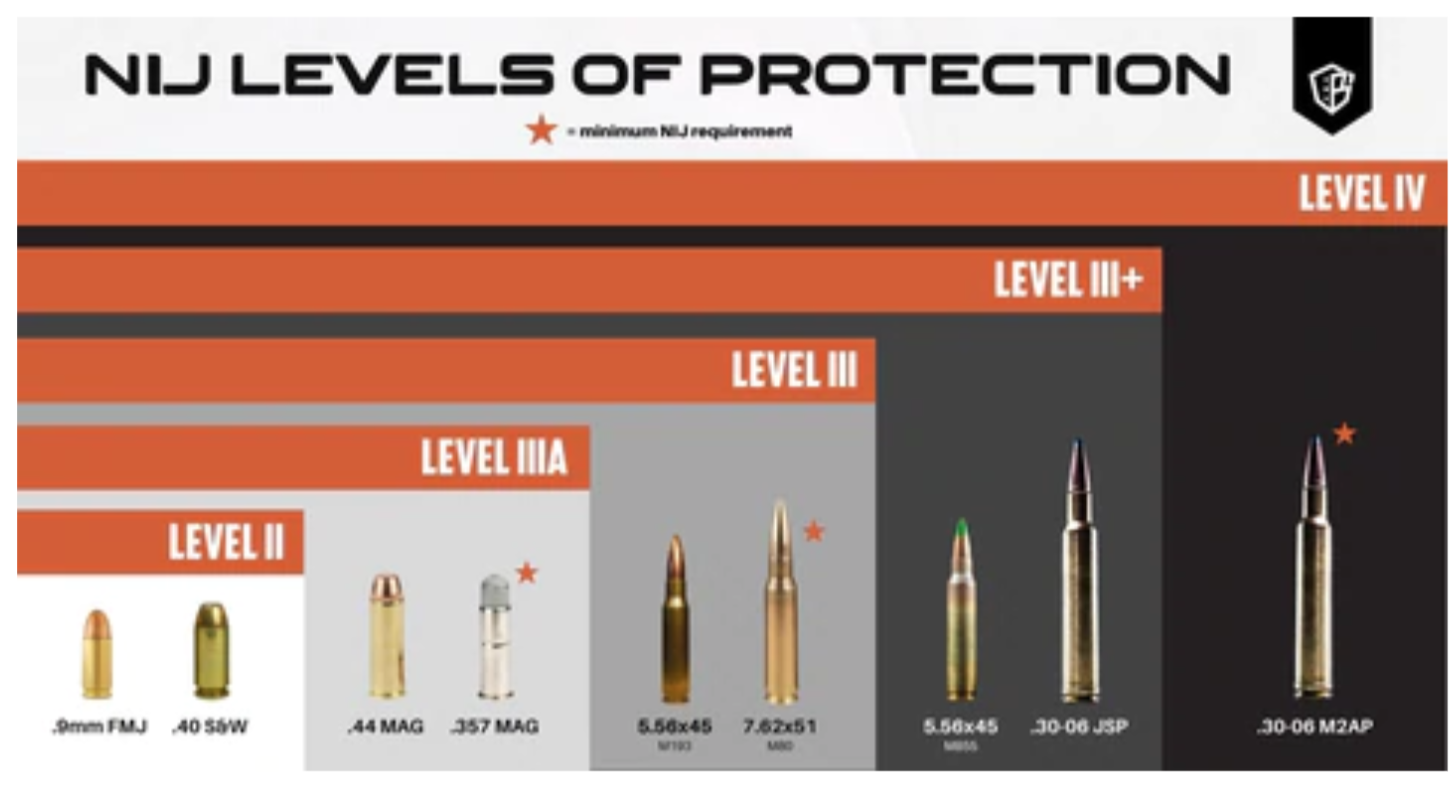 NIJ LEVELS OF PROTECTION
★ = minimum NIJ requirement
LEVEL IV
LEVEL III+
LEVEL III
LEVEL IIIA
LEVEL II
.9mm FMJ .40 S&W .44 MAG .357 MAG 5.56x45 7.62x51 5.56x45 .30-06 JSP .30-06 M2AP
M193 M80 M855